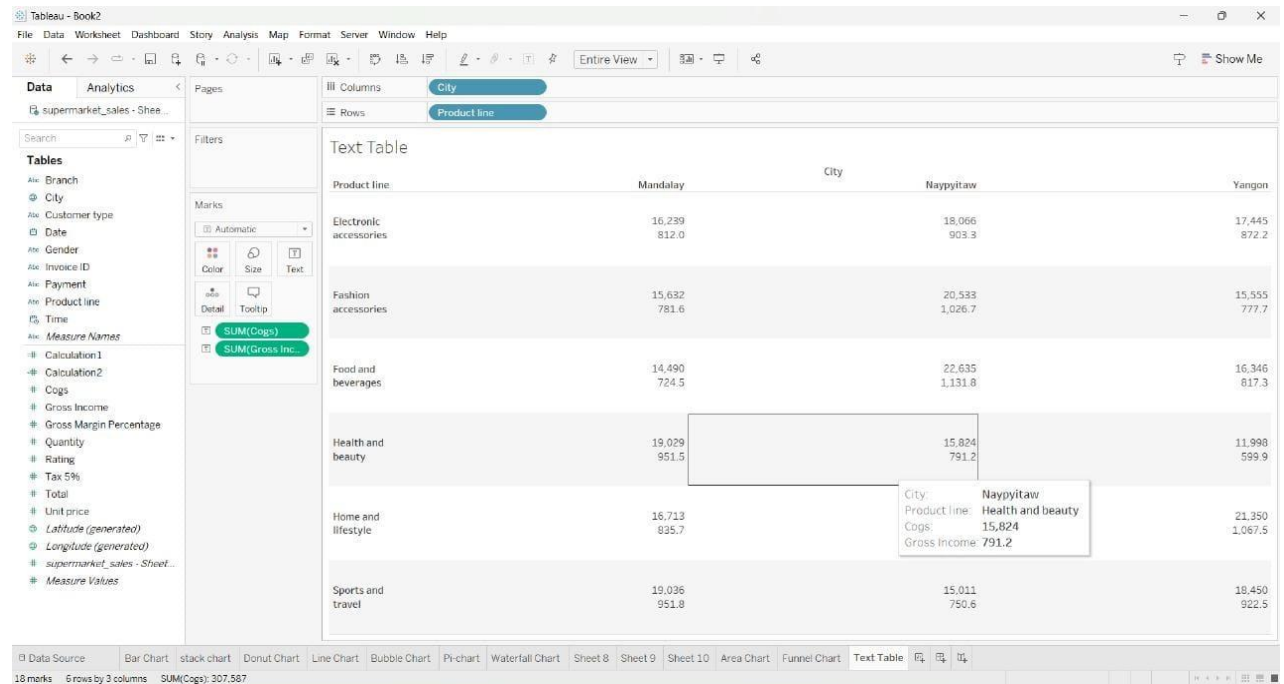 Tableau - Book2
File Data Worksheet Dashboard Story Analysis Map Format Server Window Help
Entire View
Show Me
Data Analytics
supermarket_sales - Shee...
Search
Tables
Abc Branch
City
Abc Customer type
Date
Abc Gender
Abc Invoice ID
Abc Payment
Abc Product line
Time
Abc Measure Names
Calculation1
Calculation2
Cogs
Gross Income
Gross Margin Percentage
Quantity
Rating
Tax 5%
Total
Unit price
Latitude (generated)
Longitude (generated)
supermarket_sales - Sheet...
Measure Values
Pages
Filters
Marks
Automatic
Color Size Text
Detail Tooltip
SUM(Cogs)
SUM(Gross Inc..
Columns City
Rows Product line
Text Table
City
Product line Mandalay Naypyitaw Yangon
Electronic 16,239 18,066 17,445
accessories 812.0 903.3 872.2
Fashion 15,632 20,533 15,555
accessories 781.6 1,026.7 777.7
Food and 14,490 22,635 16,346
beverages 724.5 1,131.8 817.3
Health and 19,029 15,824 11,998
beauty 951.5 791.2 599.9
Home and 16,713 21,350
lifestyle 835.7 1,067.5
City: Naypyitaw
Product line: Health and beauty
Cogs: 15,824
Gross Income: 791.2
Sports and 19,036 15,011 18,450
travel 951.8 750.6 922.5
Data Source Bar Chart stack chart Donut Chart Line Chart Bubble Chart Pi-chart Waterfall Chart Sheet 8 Sheet 9 Sheet 10 Area Chart Funnel Chart Text Table
18 marks 6 rows by 3 columns SUM(Cogs): 307,587